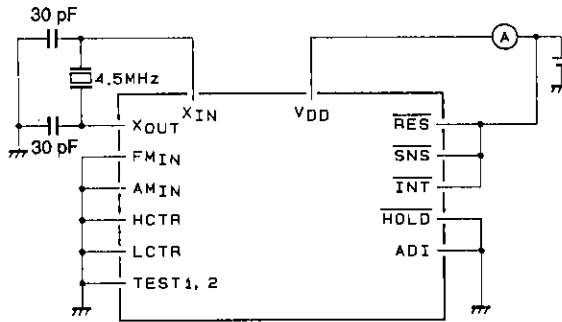 30 pF
A
4.5MHz
30 pF
XOUT
XIN
VDD
RES
FMIN
SNS
AMIN
INT
HCTR
HOLD
LCTR
ADI
TEST1, 2